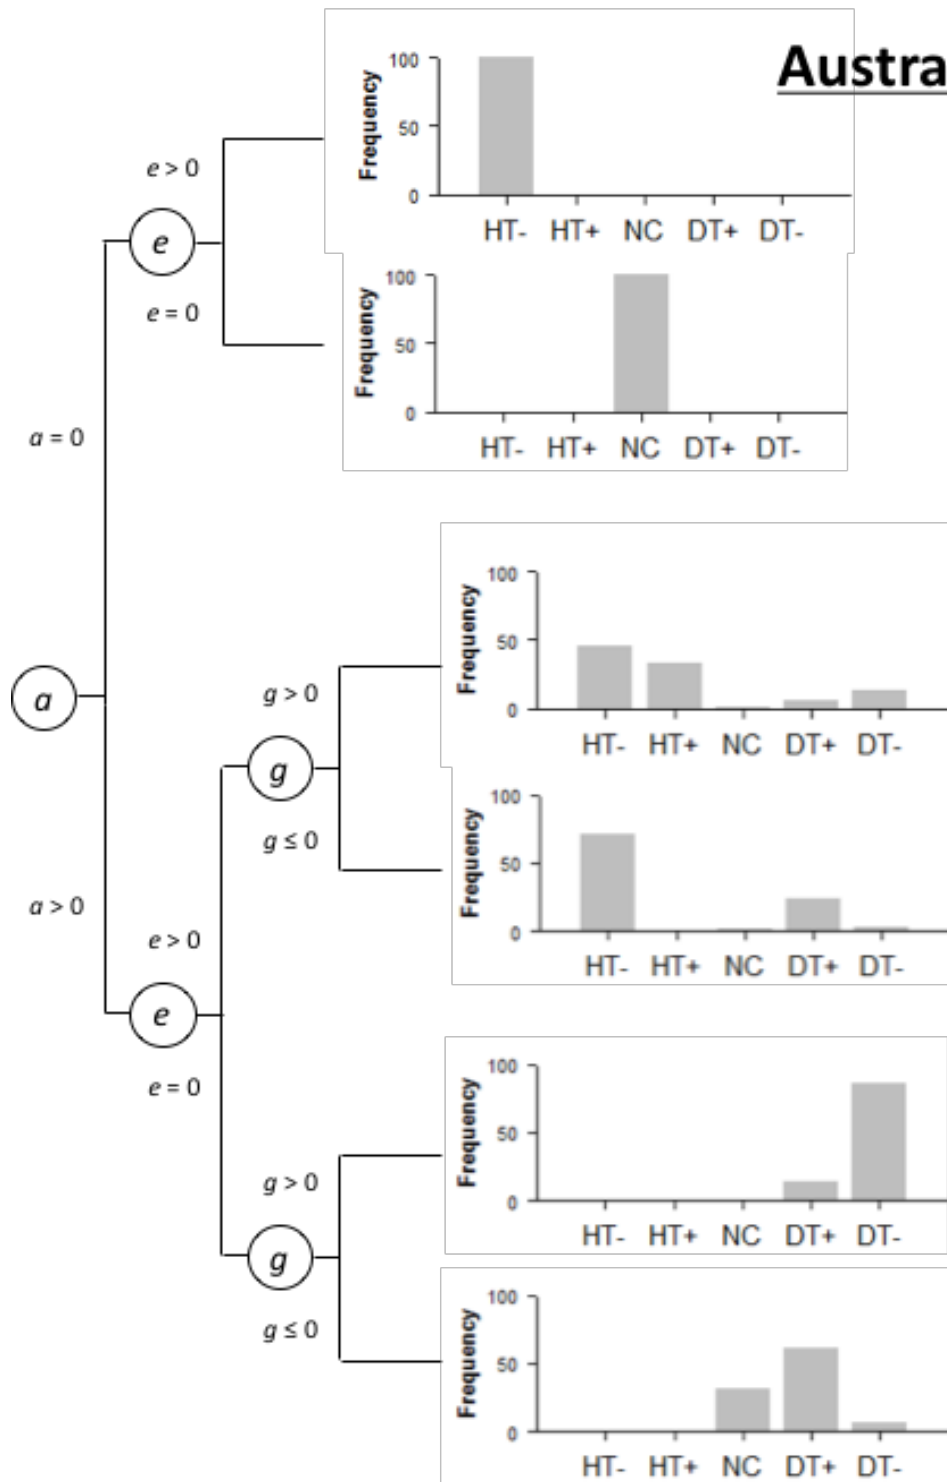 Austra
Frequency
100
50
0
HT- HT+ NC DT+ DT-
e > 0
e
e = 0
Frequency
100
50
0
HT- HT+ NC DT+ DT-
a = 0
a
a > 0
Frequency
100
50
0
HT- HT+ NC DT+ DT-
g > 0
g
g ≤ 0
Frequency
100
50
0
HT- HT+ NC DT+ DT-
e > 0
e
e = 0
Frequency
100
50
0
HT- HT+ NC DT+ DT-
g > 0
g
g ≤ 0
Frequency
100
50
0
HT- HT+ NC DT+ DT-